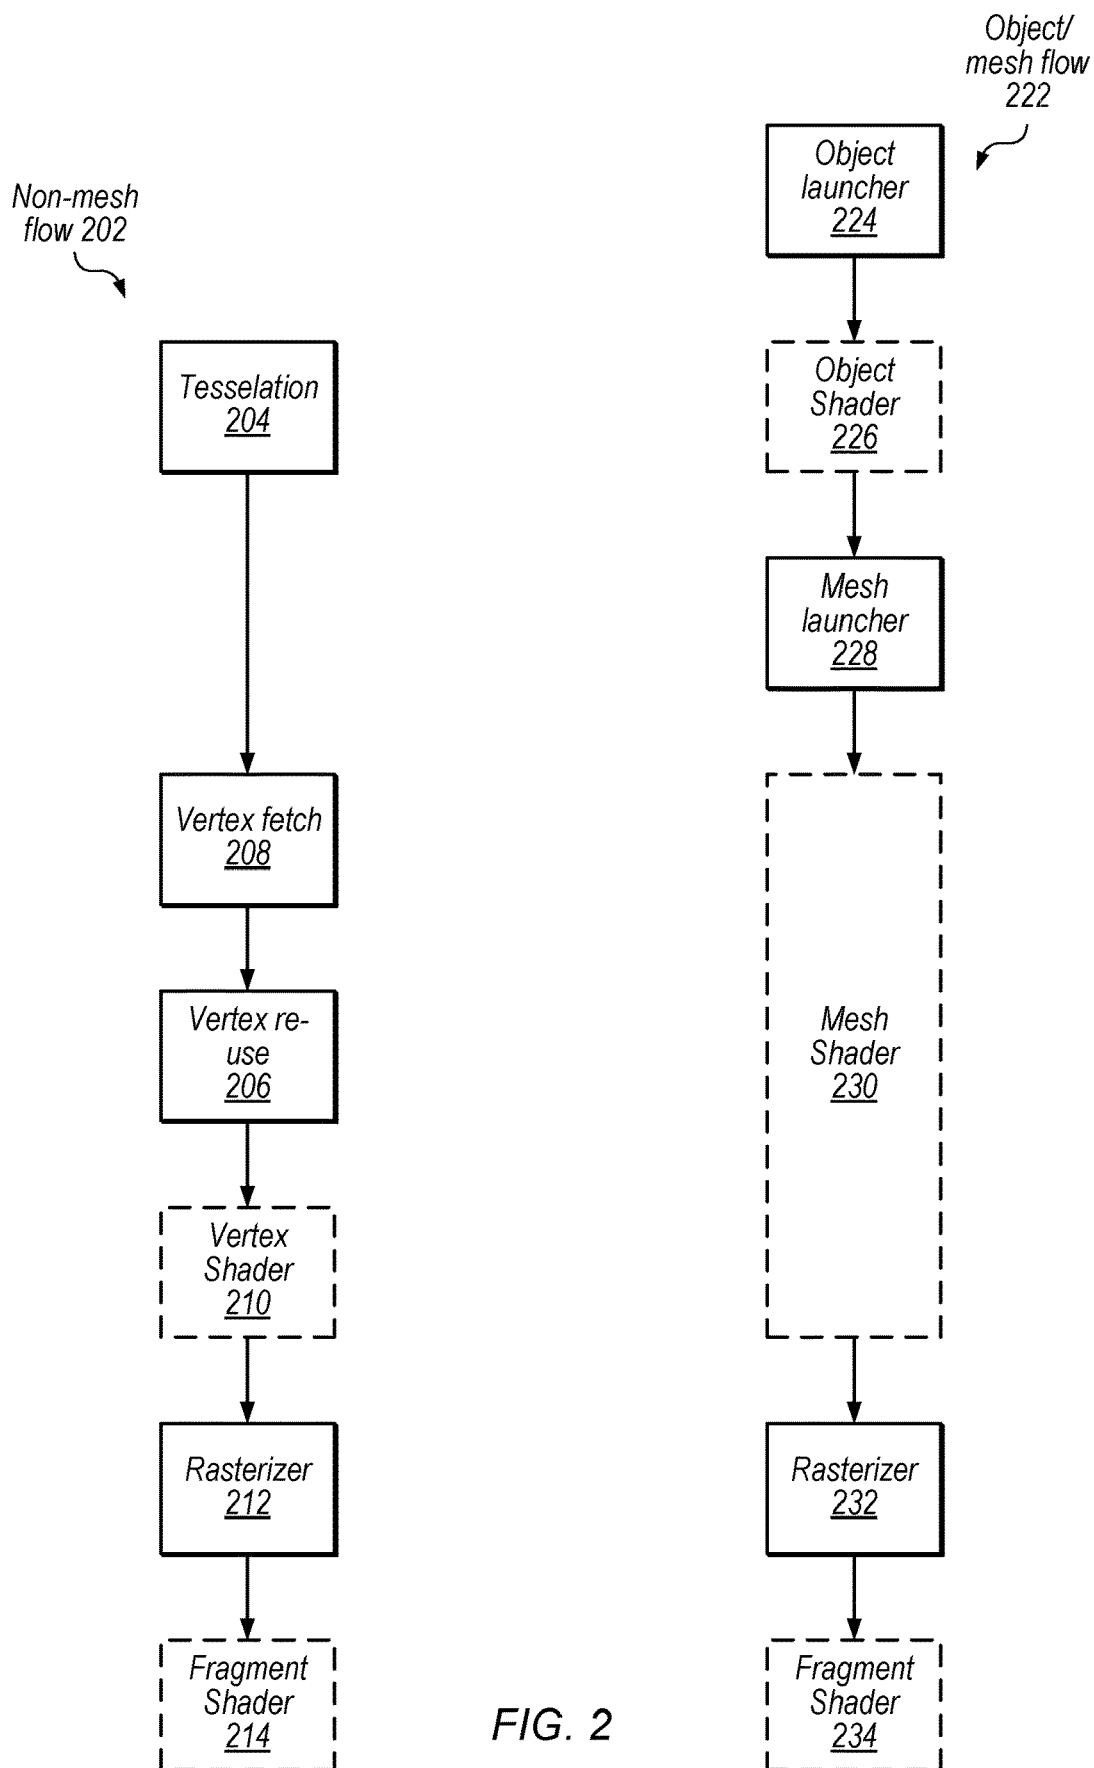 Non-mesh
flow 202
Tesselation
204
Vertex fetch
208
Vertex re-
use
206
Vertex
Shader
210
Rasterizer
212
Fragment
Shader
214
Object/
mesh flow
222
Object
launcher
224
Object
Shader
226
Mesh
launcher
228
Mesh
Shader
230
Rasterizer
232
Fragment
Shader
234
FIG. 2